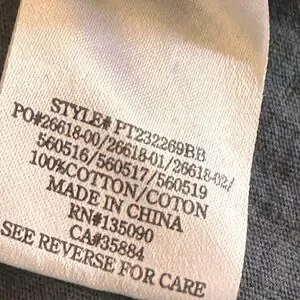 STYLE# PT232269BB
PO#26618-00/26618-01/26618-02/
560516/560517/560519
100%COTTON/COTON
MADE IN CHINA
RN#135090
CA#35884
SEE REVERSE FOR CARE